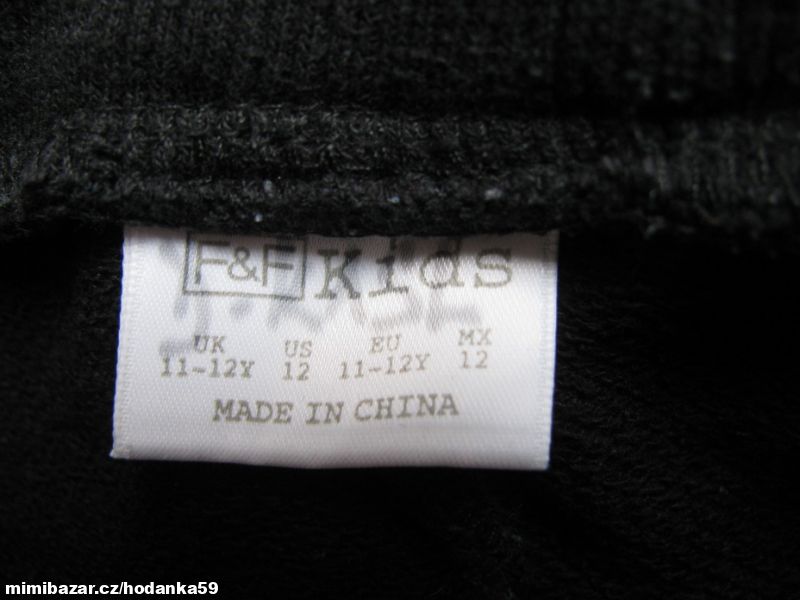 F&F Kids
UK US EU MX
11-12Y 12 11-12Y 12
MADE IN CHINA
mimibazar.cz/hodanka59